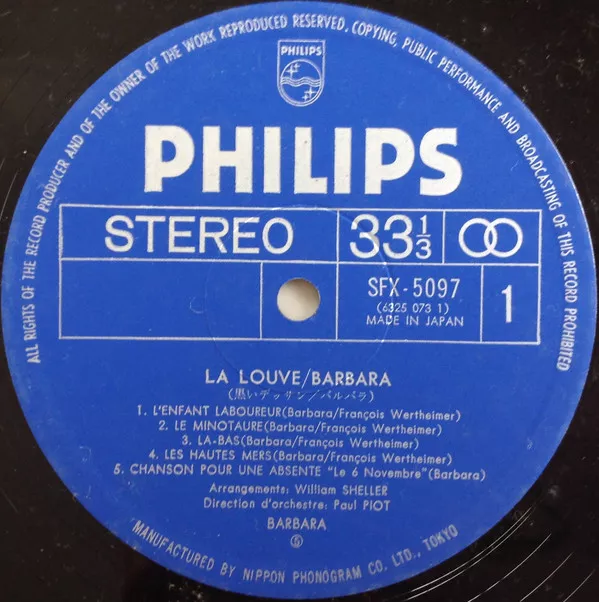 ALL RIGHTS OF THE RECORD PRODUCER AND OF THE OWNER OF THE WORK REPRODUCED RESERVED. COPYING, PUBLIC PERFORMANCE AND BROADCASTING OF THIS RECORD PROHIBITED
PHILIPS
PHILIPS
STEREO 33 1/3
SFX-5097 1
(6325 073 1)
MADE IN JAPAN
LA LOUVE/BARBARA
(黒いデッサン/バルバラ)
1. L'ENFANT LABOUREUR(Barbara/François Wertheimer)
2. LE MINOTAURE(Barbara/François Wertheimer)
3. LA-BAS(Barbara/François Wertheimer)
4. LES HAUTES MERS(Barbara/François Wertheimer)
5. CHANSON POUR UNE ABSENTE "Le 6 Novembre"(Barbara)
Arrangements: William SHELLER
Direction d'orchestre: Paul PIOT
BARBARA
MANUFACTURED BY NIPPON PHONOGRAM CO. LTD., TOKYO